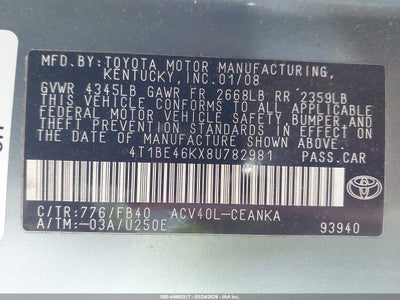 MFD.BY:TOYOTA MOTOR MANUFACTURING,
KENTUCKY,INC.01/08
GVWR 4345LB GAWR FR 2668LB RR 2359LB
THIS VEHICLE CONFORMS TO ALL APPLICABLE
FEDERAL MOTOR VEHICLE SAFETY, BUMPER, AND
THEFT PREVENTION STANDARDS IN EFFECT ON THE
DATE OF MANUFACTURE SHOWN ABOVE.
4T1BE46KX8U782981 PASS.CAR
C/TR:776/FB40 ACV40L-CEANKA
A/TM:-03A/U250E
TOYOTA
93940